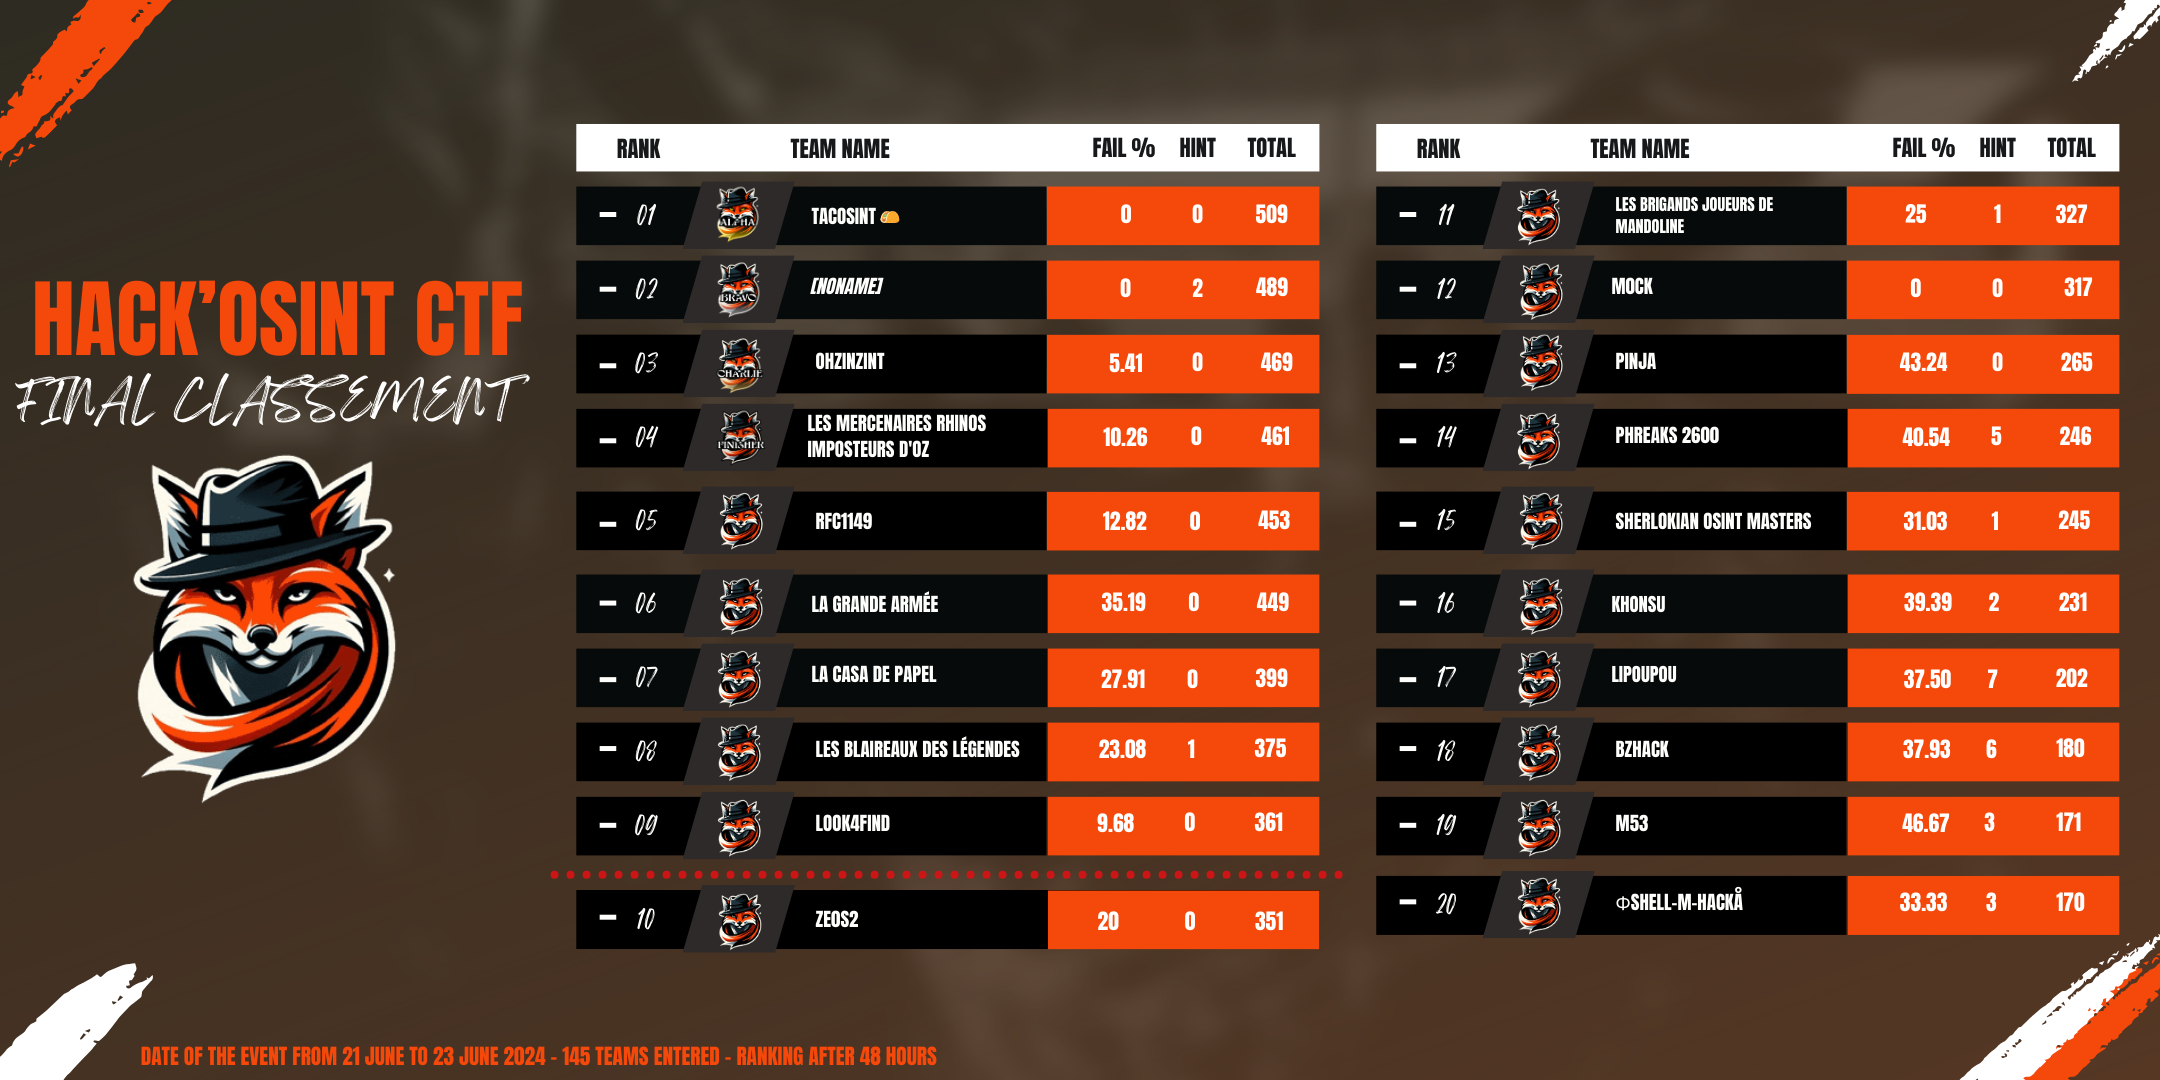 HACK’OSINT CTF
FINAL CLASSEMENT
RANK TEAM NAME FAIL % HINT TOTAL
01 ALPHA TACOSINT 🌮 0 0 509
02 BRAVO [NONAME] 0 2 489
03 CHARLIE OHZINZINT 5.41 0 469
04 FINISHER LES MERCENAIRES RHINOS
IMPOSTEURS D'OZ 10.26 0 461
05 RFC1149 12.82 0 453
06 LA GRANDE ARMÉE 35.19 0 449
07 LA CASA DE PAPEL 27.91 0 399
08 LES BLAIREAUX DES LÉGENDES 23.08 1 375
09 LOOK4FIND 9.68 0 361
10 ZEOS2 20 0 351
RANK TEAM NAME FAIL % HINT TOTAL
11 LES BRIGANDS JOUEURS DE
MANDOLINE 25 1 327
12 MOCK 0 0 317
13 PINJA 43.24 0 265
14 PHREAKS 2600 40.54 5 246
15 SHERLOKIAN OSINT MASTERS 31.03 1 245
16 KHONSU 39.39 2 231
17 LIPOUPOU 37.50 7 202
18 BZHACK 37.93 6 180
19 M53 46.67 3 171
20 ΦSHELL-M-HACKÅ 33.33 3 170
DATE OF THE EVENT FROM 21 JUNE TO 23 JUNE 2024 - 145 TEAMS ENTERED - RANKING AFTER 48 HOURS